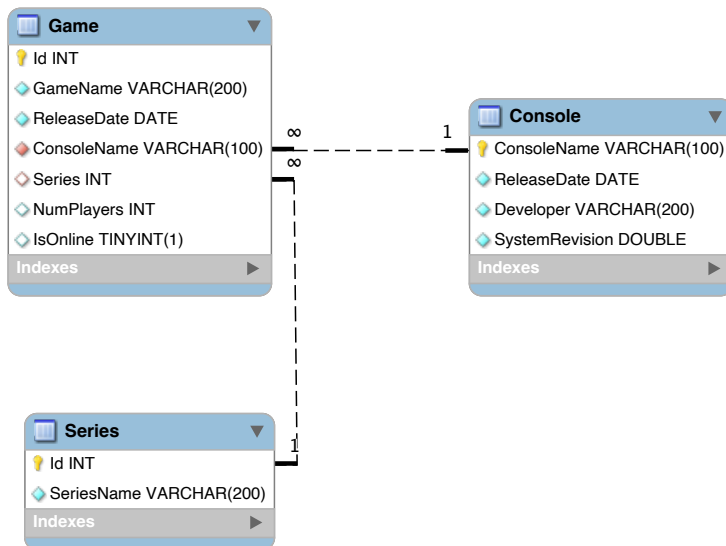 Game
Id INT
GameName VARCHAR(200)
ReleaseDate DATE
ConsoleName VARCHAR(100)
Series INT
NumPlayers INT
IsOnline TINYINT(1)
Indexes
∞
∞
1
Console
ConsoleName VARCHAR(100)
ReleaseDate DATE
Developer VARCHAR(200)
SystemRevision DOUBLE
Indexes
1
Series
Id INT
SeriesName VARCHAR(200)
Indexes